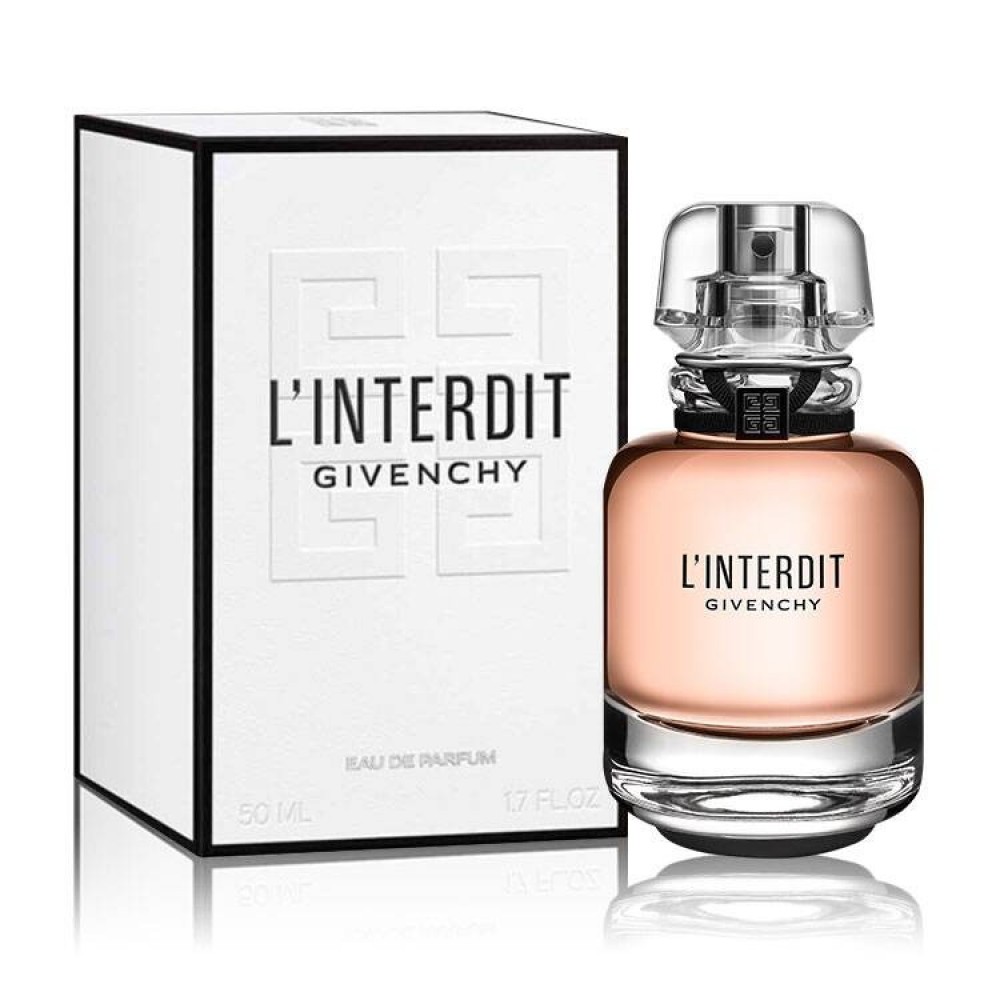 L'INTERDIT
GIVENCHY
EAU DE PARFUM
50 ML
1.7 FL.OZ
L'INTERDIT
GIVENCHY